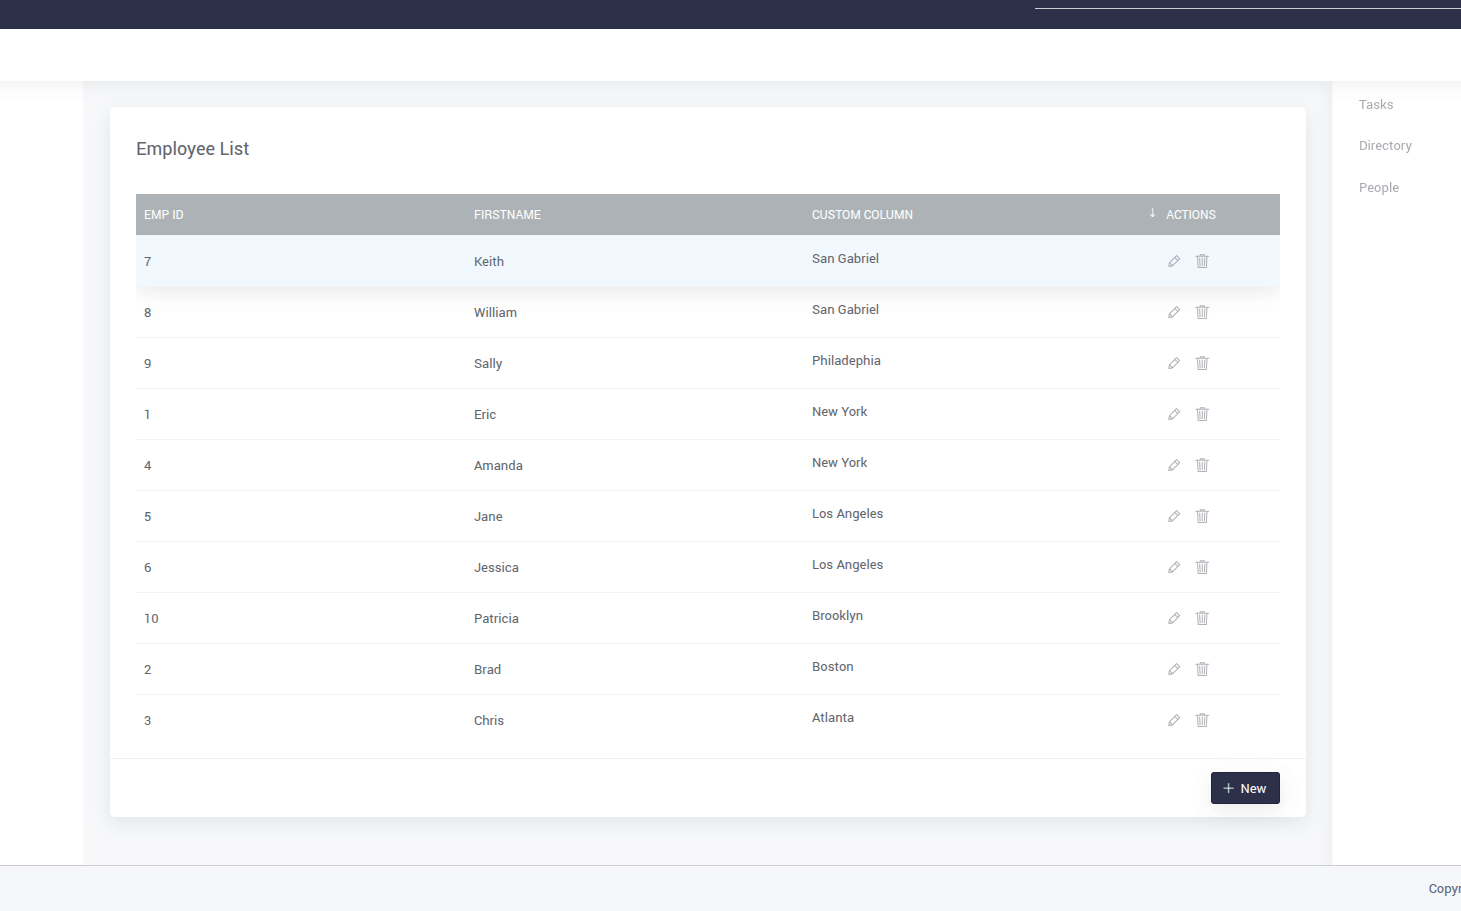 Tasks
Directory
People
Employee List
EMP ID FIRSTNAME CUSTOM COLUMN ↓ ACTIONS
7 Keith San Gabriel
8 William San Gabriel
9 Sally Philadephia
1 Eric New York
4 Amanda New York
5 Jane Los Angeles
6 Jessica Los Angeles
10 Patricia Brooklyn
2 Brad Boston
3 Chris Atlanta
+ New